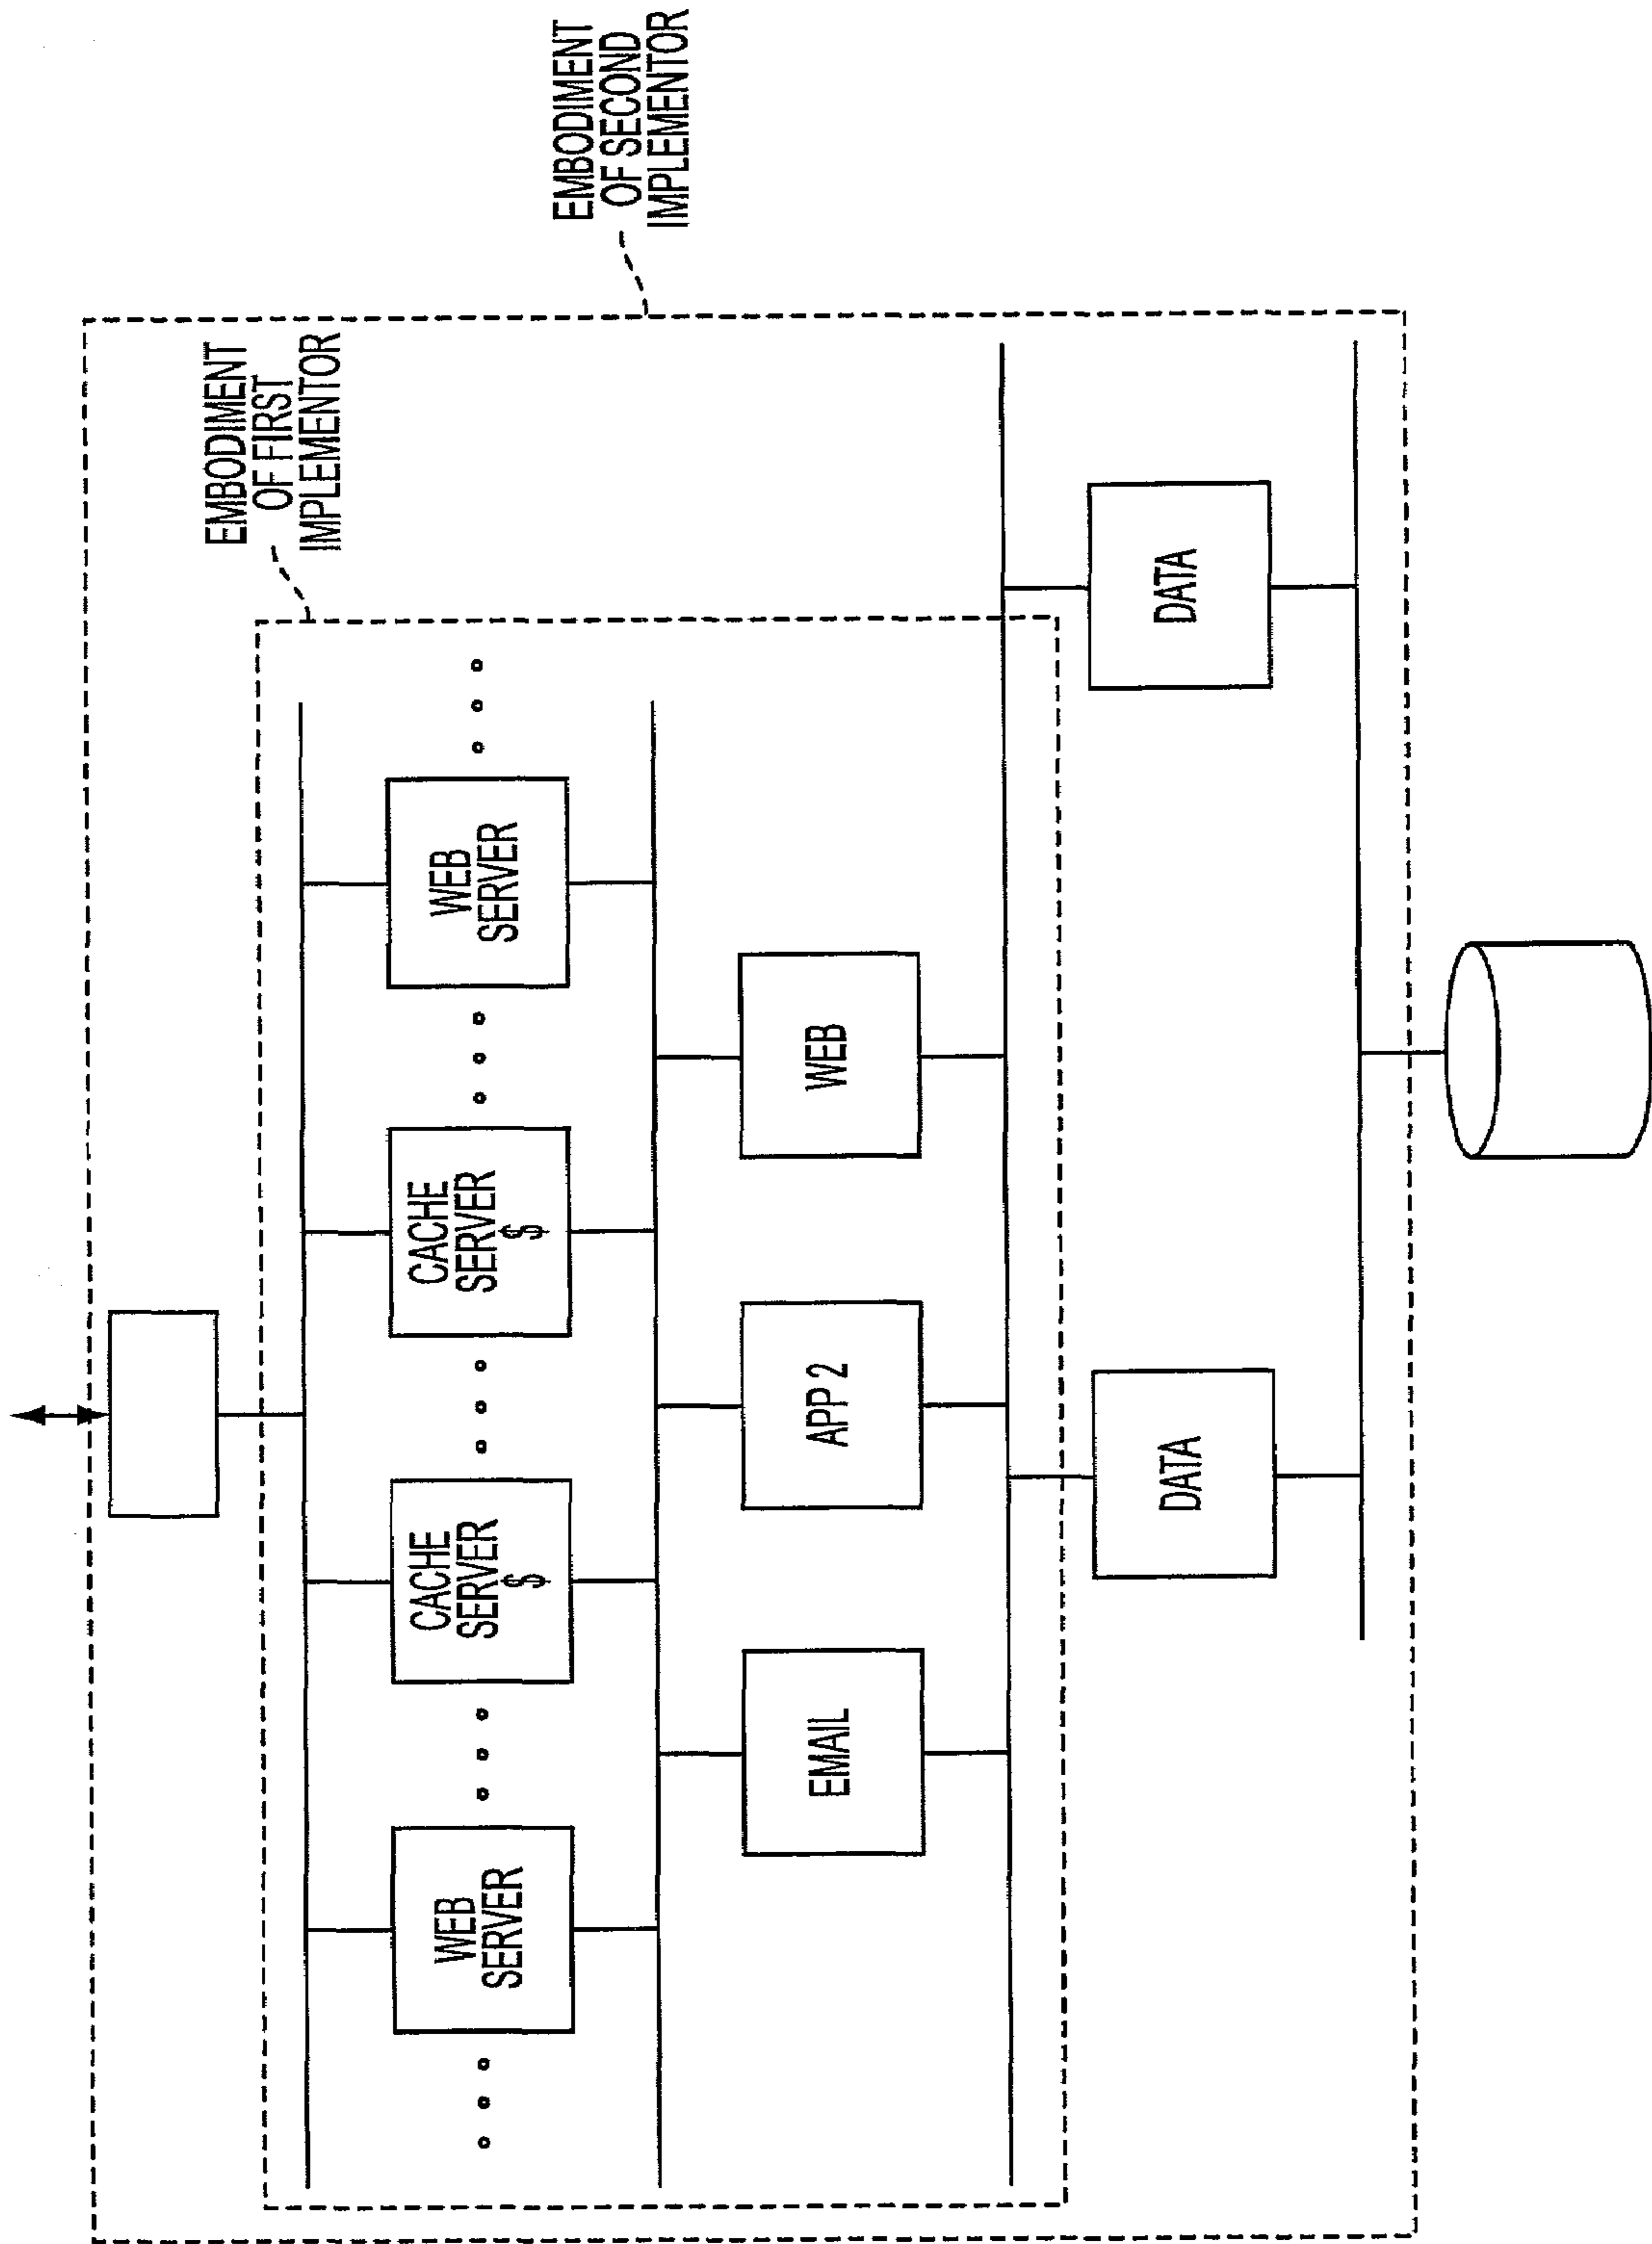 EMBODIMENT
OF SECOND
IMPLEMENTOR
EMBODIMENT
OF FIRST
IMPLEMENTOR
WEB
SERVER
CACHE
SERVER
$
CACHE
SERVER
$
WEB
SERVER
EMAIL
APP 2
WEB
DATA
DATA